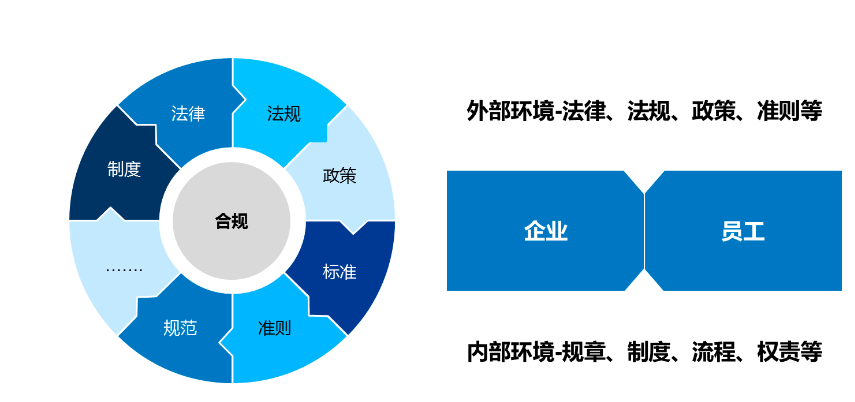 法律
法规
制度
政策
合规
…….
标准
规范
准则
外部环境-法律、法规、政策、准则等
企业
员工
内部环境-规章、制度、流程、权责等